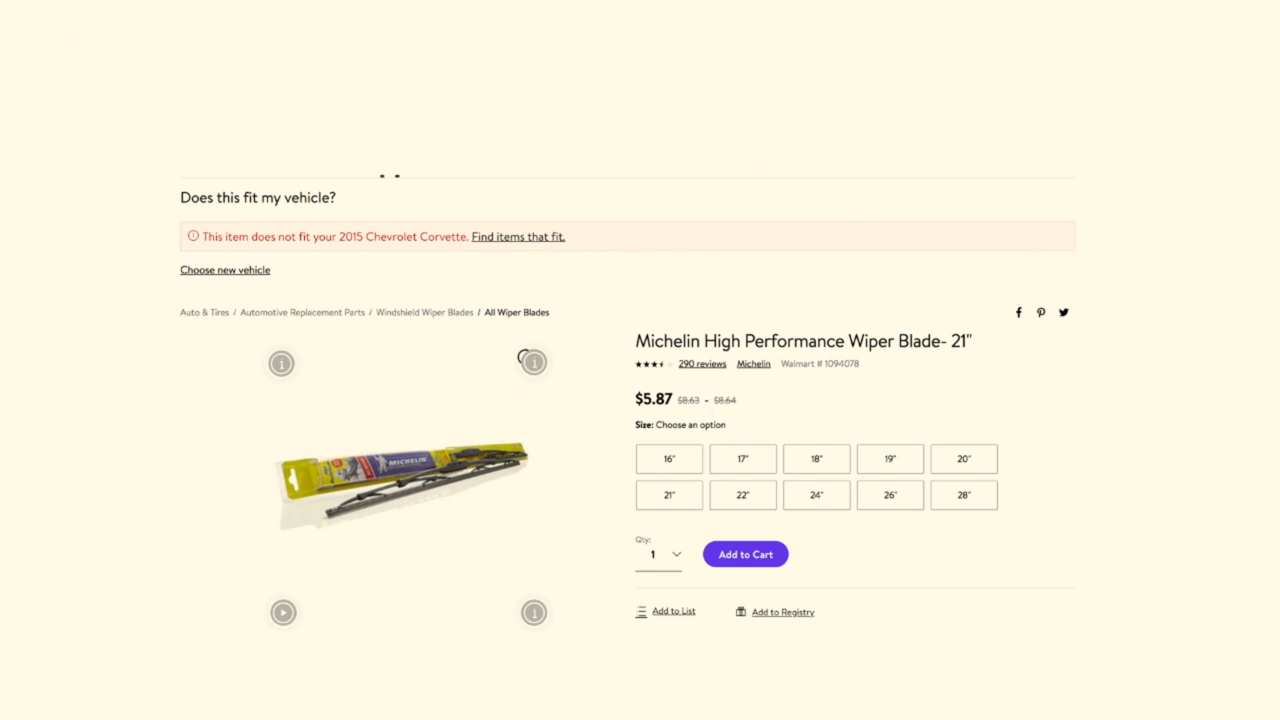 Does this fit my vehicle?
This item does not fit your 2015 Chevrolet Corvette. Find items that fit.
Choose new vehicle
Auto & Tires / Automotive Replacement Parts / Windshield Wiper Blades / All Wiper Blades
Michelin High Performance Wiper Blade- 21"
290 reviews Michelin Walmart # 1094078
$5.87 $8.63 - $8.64
Size: Choose an option
16" 17" 18" 19" 20"
21" 22" 24" 26" 28"
MICHELIN
Qty:
1 Add to Cart
Add to List Add to Registry